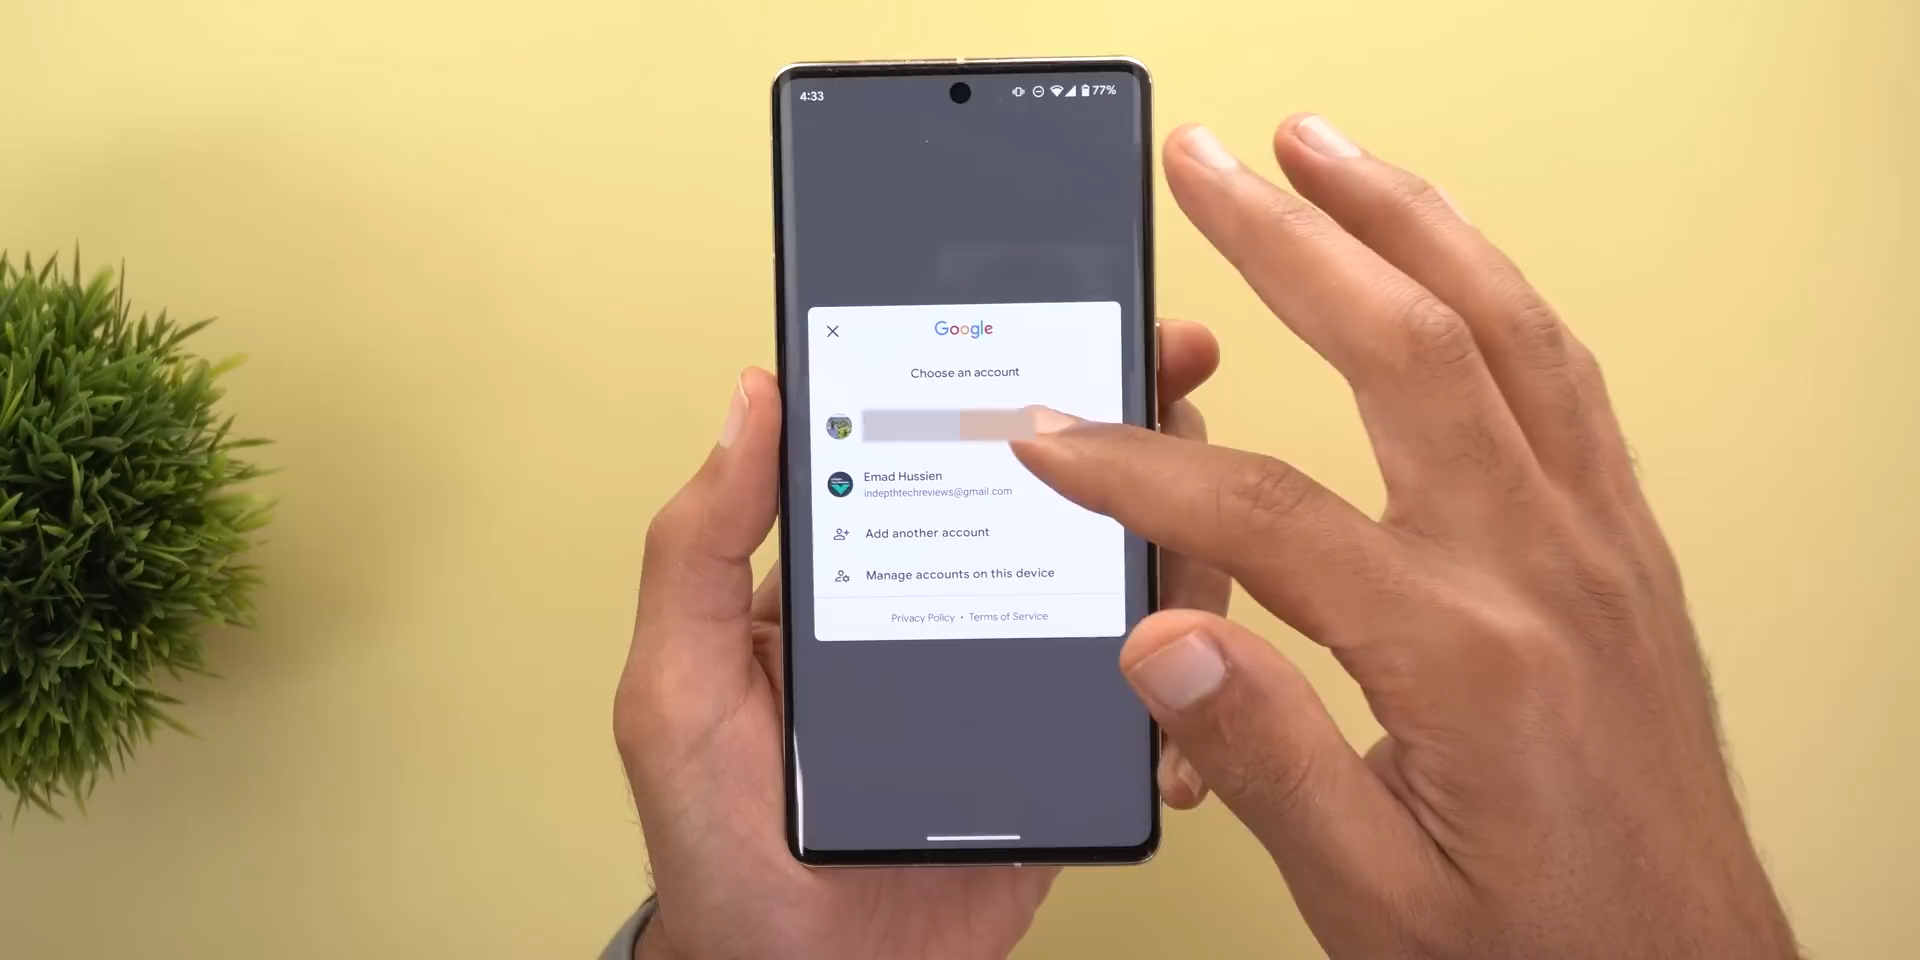 4:33
77%
Google
Choose an account
Emad Hussien
indepthtechreviews@gmail.com
Add another account
Manage accounts on this device
Privacy Policy • Terms of Service